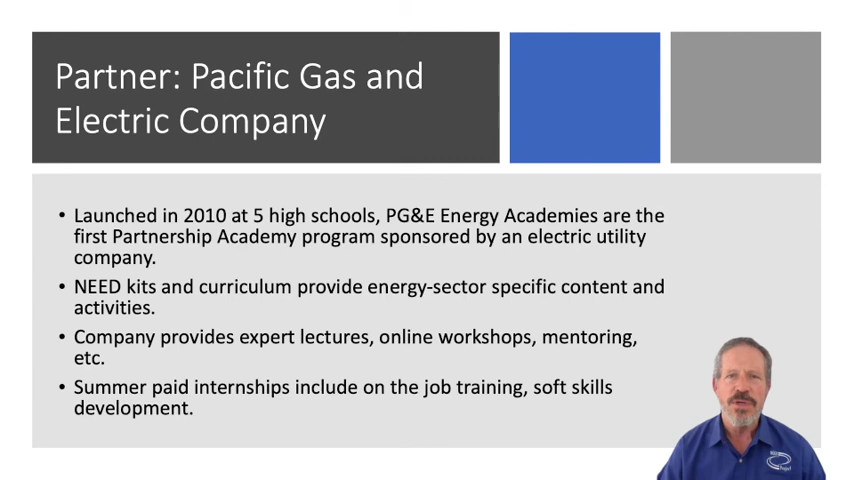 Partner: Pacific Gas and
Electric Company
• Launched in 2010 at 5 high schools, PG&E Energy Academies are the
first Partnership Academy program sponsored by an electric utility
company.
• NEED kits and curriculum provide energy-sector specific content and
activities.
• Company provides expert lectures, online workshops, mentoring,
etc.
• Summer paid internships include on the job training, soft skills
development.